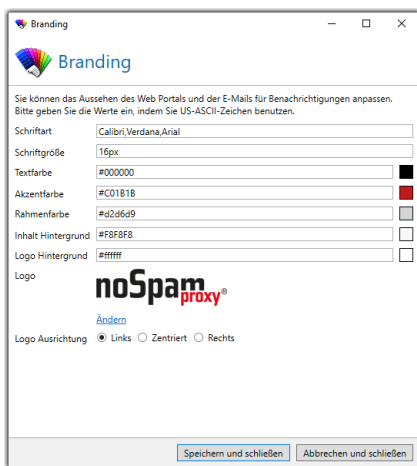 Branding
Branding
Sie können das Aussehen des Web Portals und der E-Mails für Benachrichtigungen anpassen.
Bitte geben Sie die Werte ein, indem Sie US-ASCII-Zeichen benutzen.
Schriftart Calibri,Verdana,Arial
Schriftgröße 16px
Textfarbe #000000
Akzentfarbe #C01B1B
Rahmenfarbe #d2d6d9
Inhalt Hintergrund #F8F8F8
Logo Hintergrund #ffffff
Logo noSpam
proxy®
Ändern
Logo Ausrichtung Links Zentriert Rechts
Speichern und schließen Abbrechen und schließen